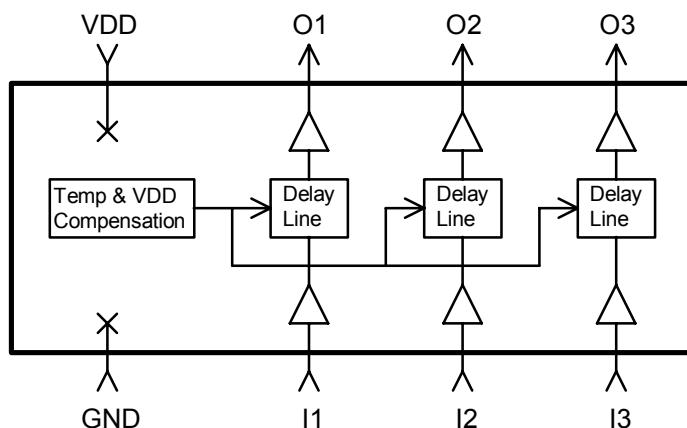 VDD O1 O2 O3
Temp & VDD
Compensation
Delay
Line
Delay
Line
Delay
Line
GND I1 I2 I3